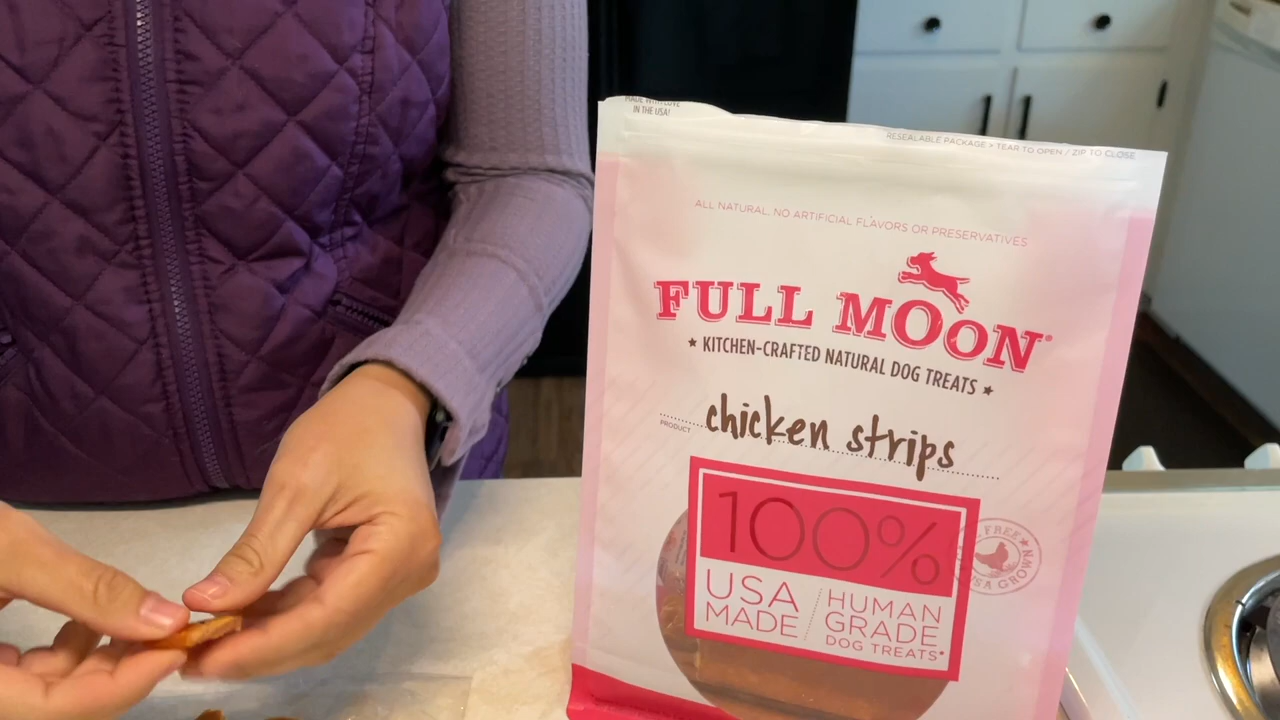 MADE WITH LOVE
IN THE USA!
RESEALABLE PACKAGE > TEAR TO OPEN / ZIP TO CLOSE
ALL NATURAL, NO ARTIFICIAL FLAVORS OR PRESERVATIVES
FULL MOON®
★ KITCHEN-CRAFTED NATURAL DOG TREATS ★
PRODUCT chicken strips
100%
USA
MADE
HUMAN
GRADE
DOG TREATS*
FREE
USA GROWN